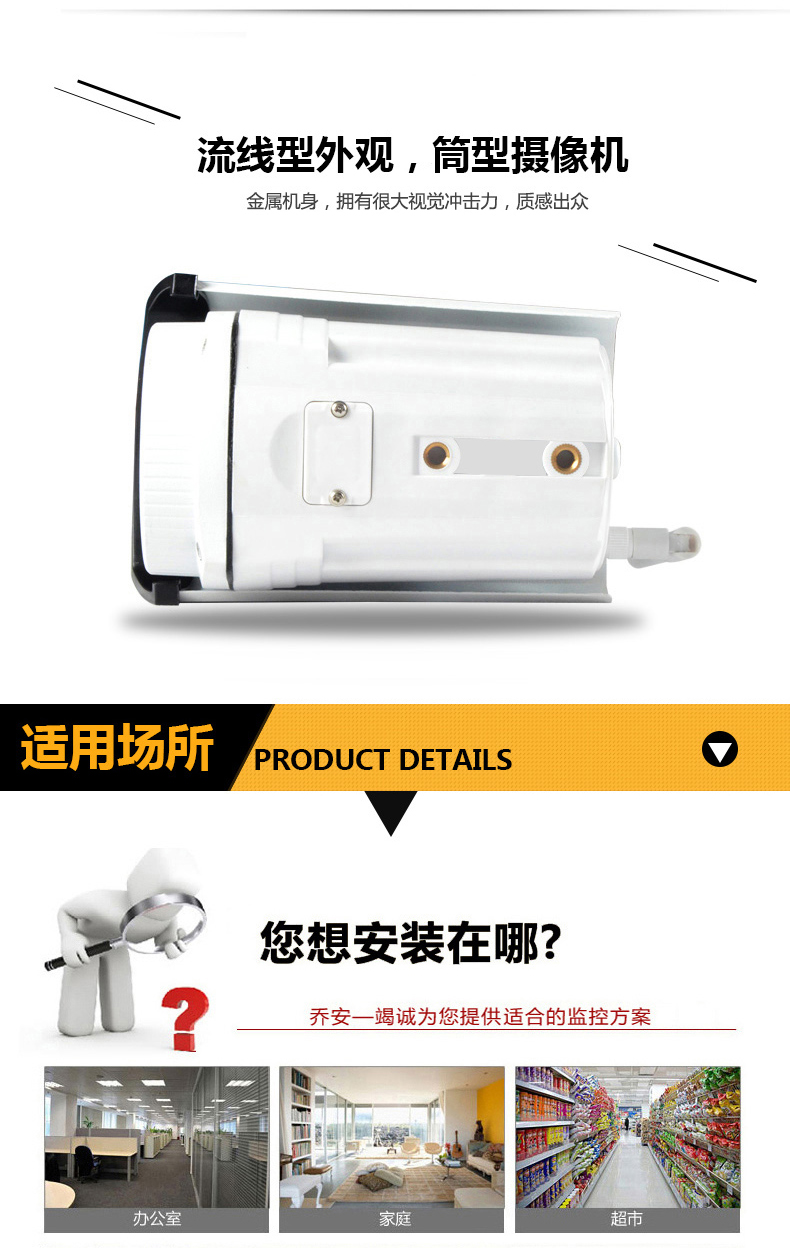 流线型外观，筒型摄像机
金属机身，拥有很大视觉冲击力，质感出众
适用场所 PRODUCT DETAILS
您想安装在哪?
乔安—竭诚为您提供适合的监控方案
办公室 家庭 超市